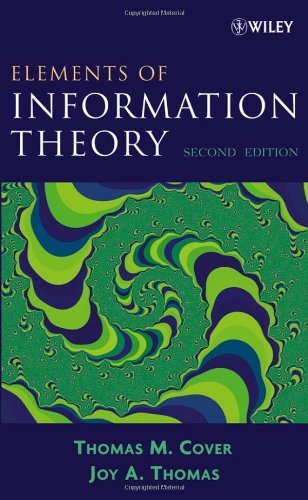 WILEY
ELEMENTS OF
INFORMATION
THEORY SECOND EDITION
THOMAS M. COVER
JOY A. THOMAS